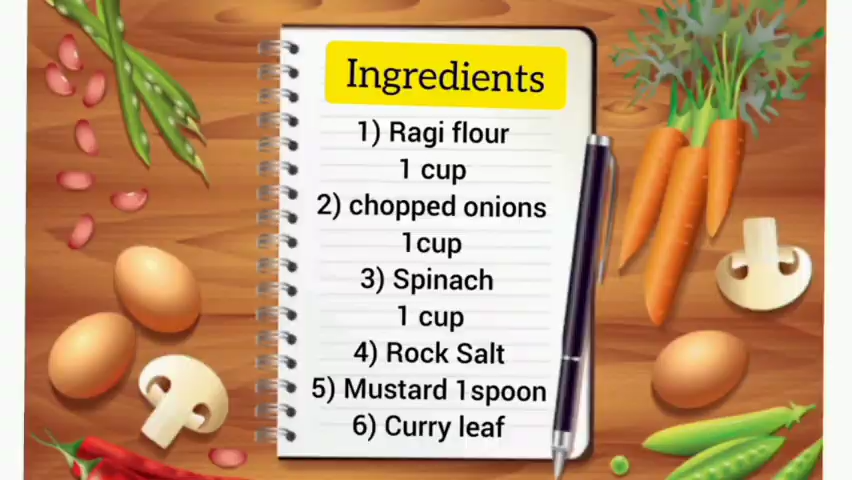 Ingredients
1) Ragi flour
1 cup
2) chopped onions
1cup
3) Spinach
1 cup
4) Rock Salt
5) Mustard 1spoon
6) Curry leaf